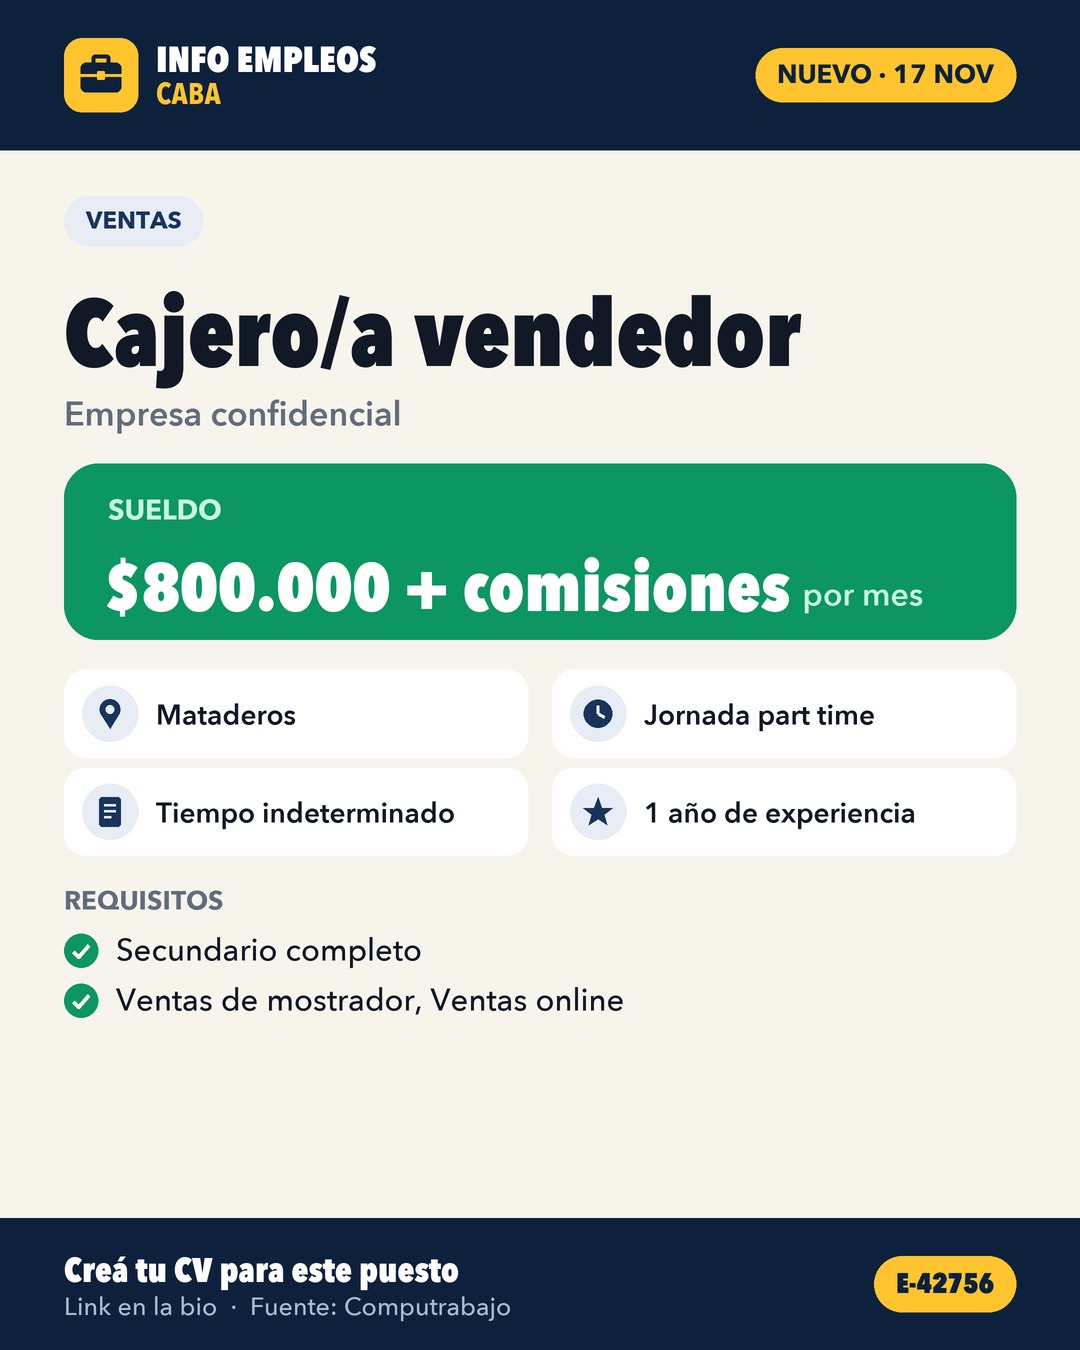 INFO EMPLEOS
CABA
NUEVO · 17 NOV
VENTAS
Cajero/a vendedor
Empresa confidencial
SUELDO
$800.000 + comisiones por mes
Mataderos
Jornada part time
Tiempo indeterminado
1 año de experiencia
REQUISITOS
Secundario completo
Ventas de mostrador, Ventas online
Creá tu CV para este puesto
Link en la bio · Fuente: Computrabajo
E-42756